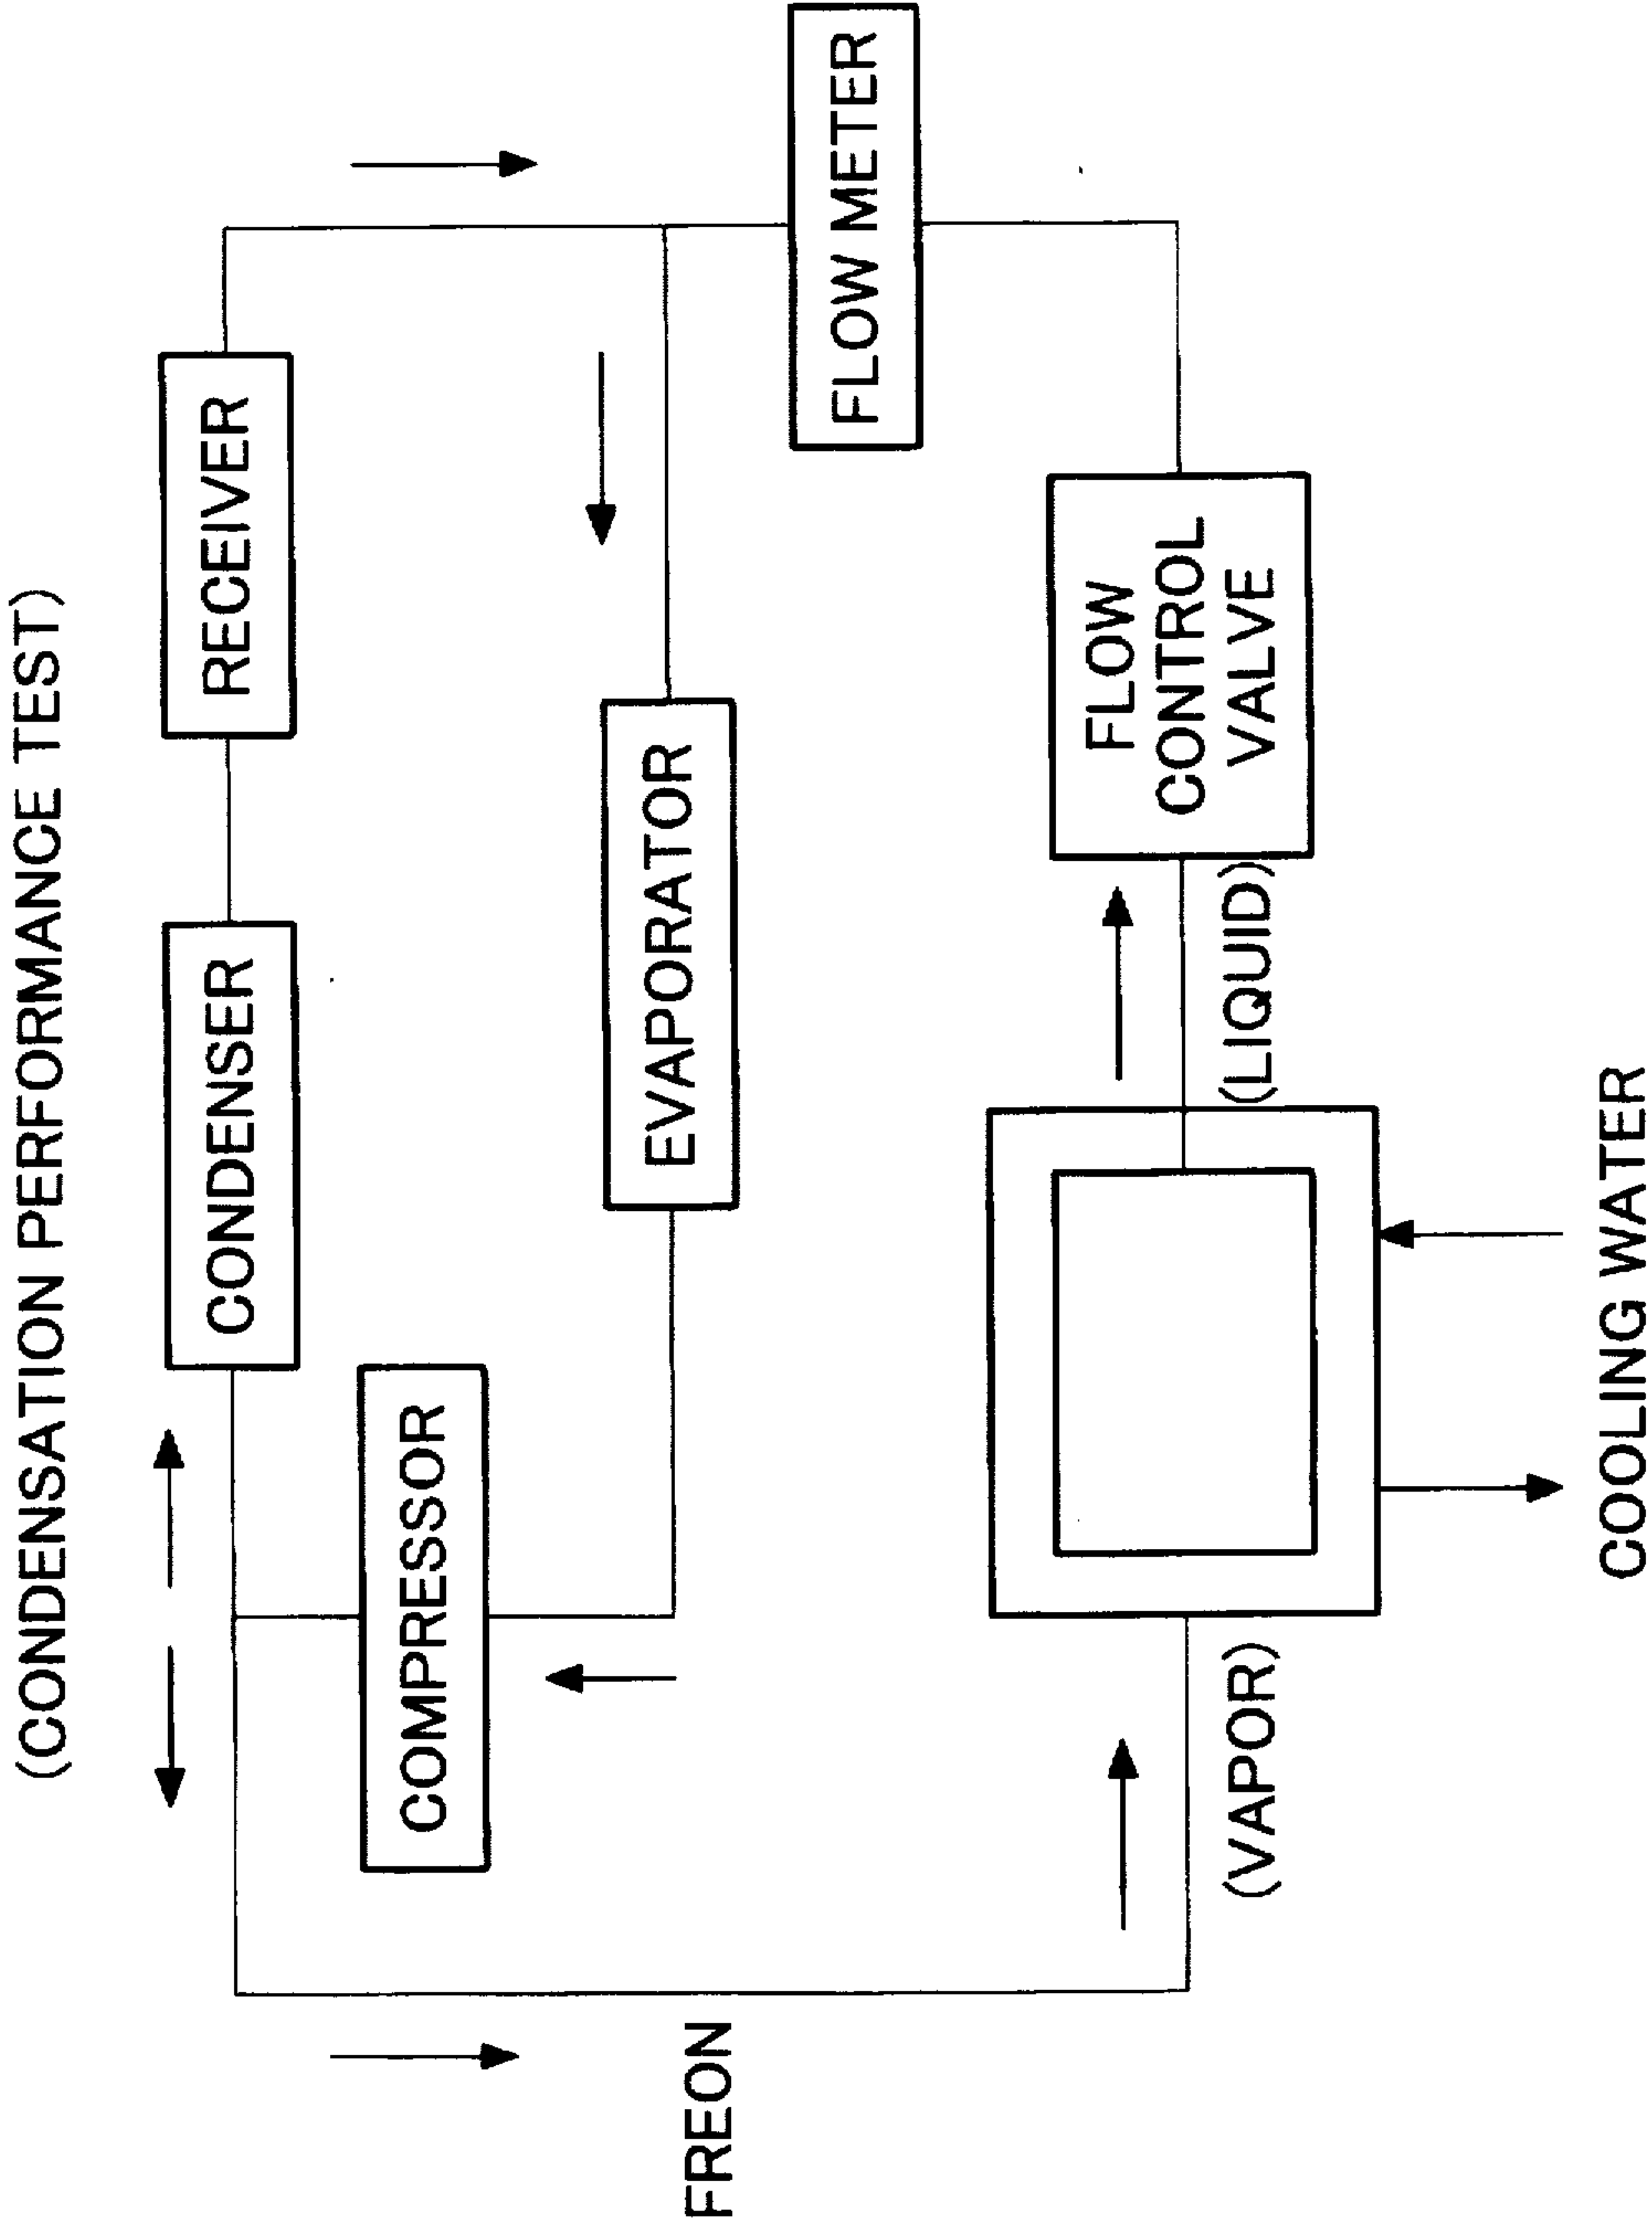 (CONDENSATION PERFORMANCE TEST)
CONDENSER
RECEIVER
COMPRESSOR
EVAPORATOR
FREON
FLOW METER
FLOW
CONTROL
VALVE
(VAPOR)
(LIQUID)
COOLING WATER